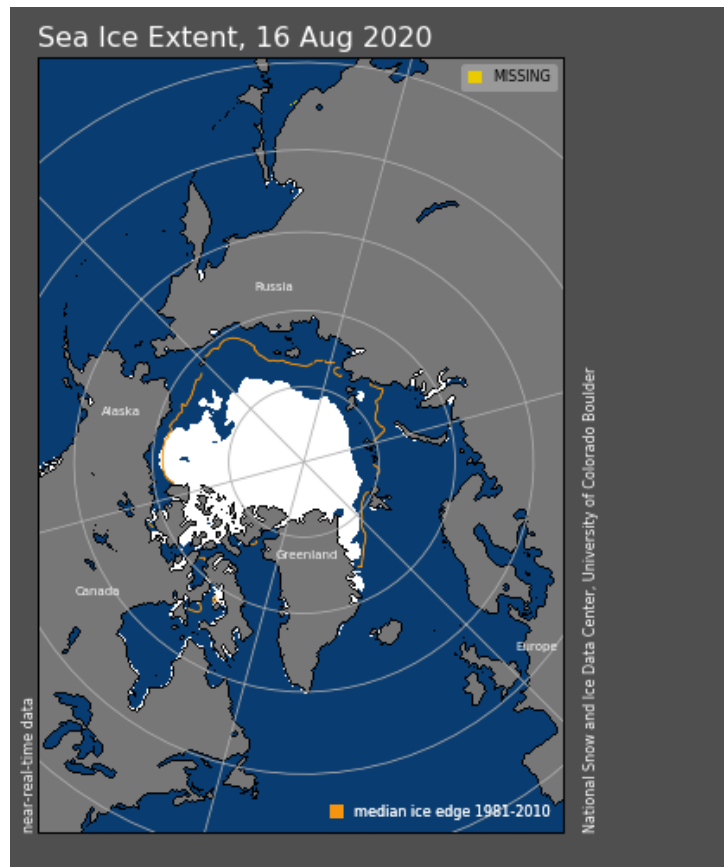 Sea Ice Extent, 16 Aug 2020
MISSING
Russia
Alaska
Greenland
Canada
Europe
near-real-time data
National Snow and Ice Data Center, University of Colorado Boulder
median ice edge 1981-2010